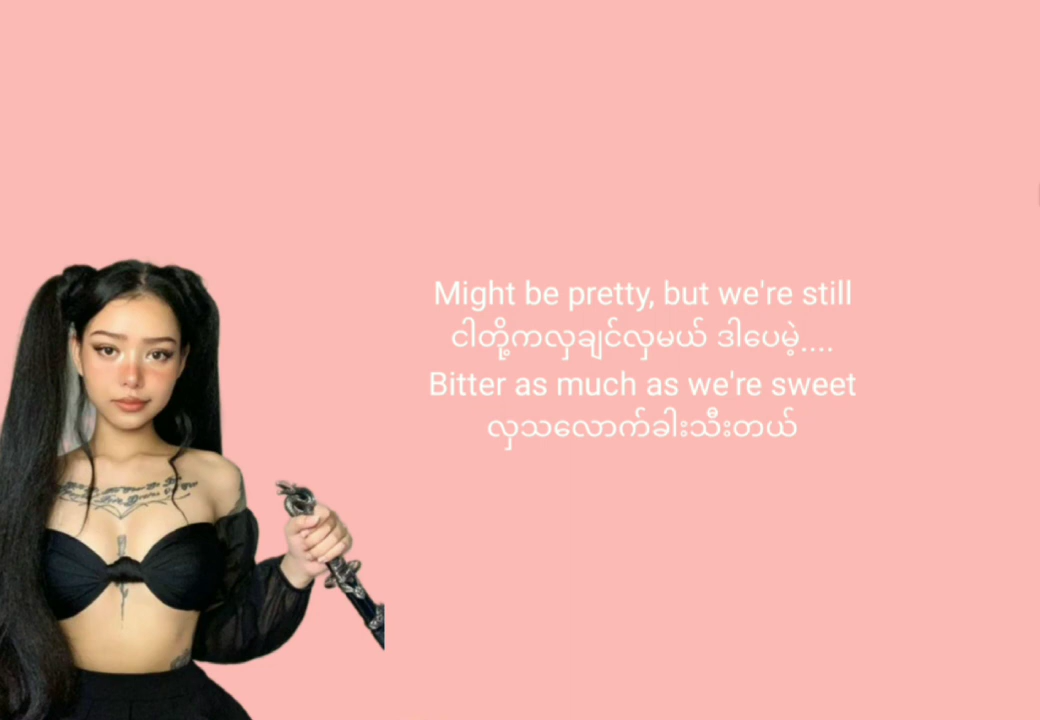 Might be pretty, but we're still
ငါတို့ကလှချင်လှမယ် ဒါပေမဲ့....
Bitter as much as we're sweet
လှသလောက်ခါးသီးတယ်